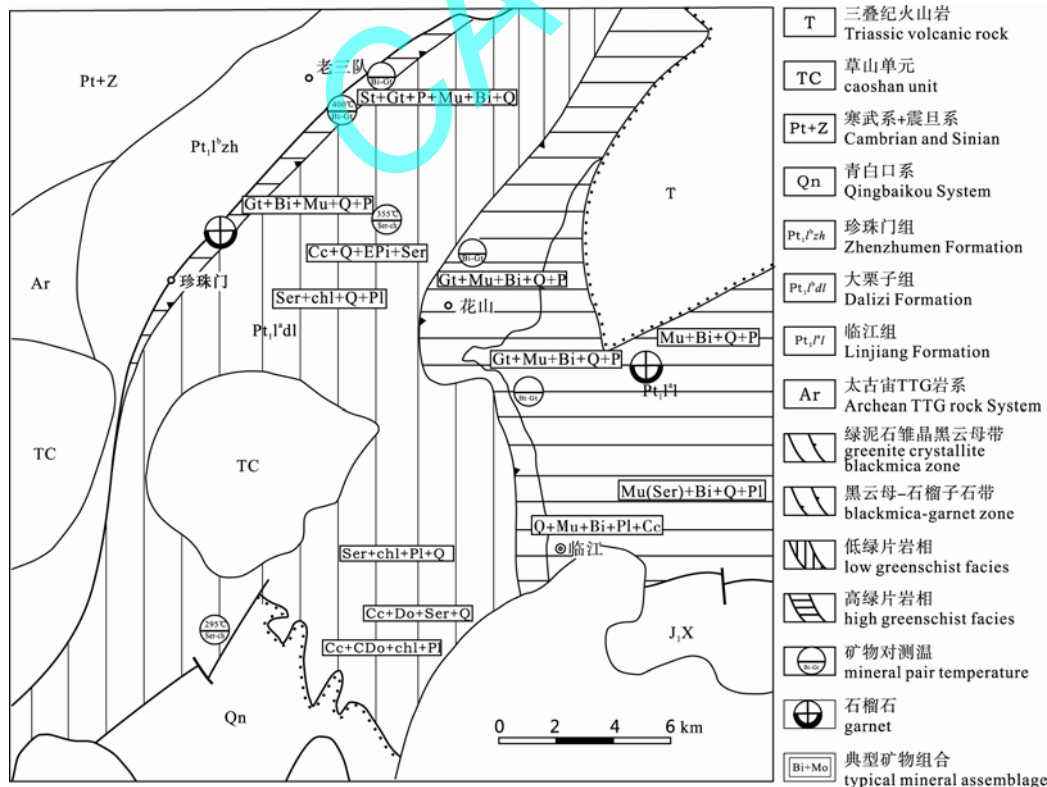 Pt+Z
老三队
Bi-Gt
St+Gt+P+Mu+Bi+Q
400℃
Bi-Gt
Pt₁lᵇzh
T
Gt+Bi+Mu+Q+P
355℃
Ser-ch
Cc+Q+EPi+Ser
Bi-Gt
Gt+Mu+Bi+Q+P
Ar
珍珠门
Ser+chl+Q+Pl
花山
Pt₁lᵃdl
Mu+Bi+Q+P
Gt+Mu+Bi+Q+P
Pt₁lᵃl
Bi-Gt
TC
TC
Mu(Ser)+Bi+Q+Pl
Q+Mu+Bi+Pl+Cc
临江
Ser+chl+Pl+Q
Cc+Do+Ser+Q
295℃
Ser-ch
J₁X
Cc+CDo+chl+Pl
Qn
0 2 4 6 km
CA
T
三叠纪火山岩
Triassic volcanic rock
TC
草山单元
caoshan unit
Pt+Z
寒武系+震旦系
Cambrian and Sinian
Qn
青白口系
Qingbaikou System
Pt₁lᵇzh
珍珠门组
Zhenzhumen Formation
Pt₁lᵇdl
大栗子组
Dalizi Formation
Pt₁lᵃl
临江组
Linjiang Formation
Ar
太古宙TTG岩系
Archean TTG rock System
绿泥石雏晶黑云母带
greenite crystallite
blackmica zone
黑云母-石榴子石带
blackmica-garnet zone
低绿片岩相
low greenschist facies
高绿片岩相
high greenschist facies
Bi-Gt
矿物对测温
mineral pair temperature
石榴石
garnet
Bi+Mo
典型矿物组合
typical mineral assemblage